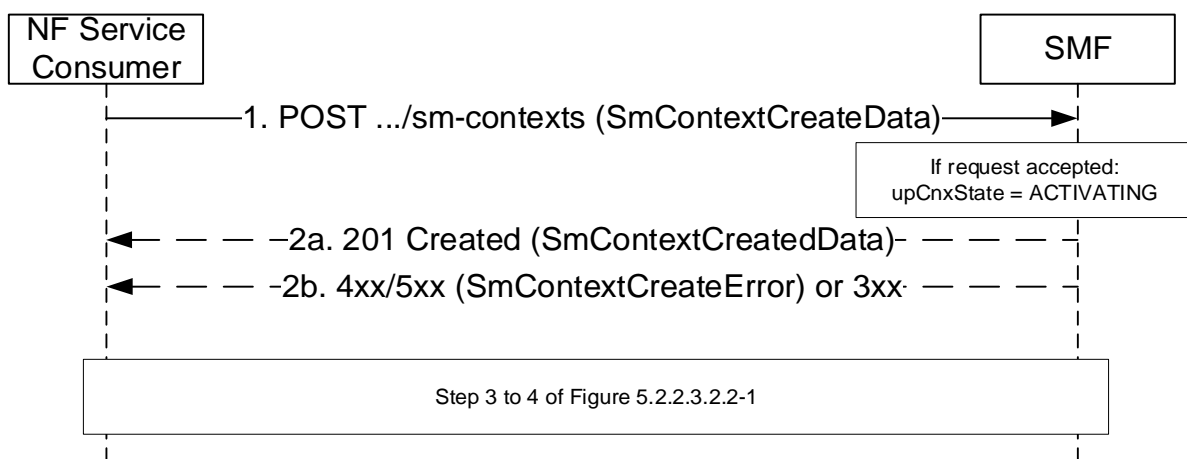 NF Service
Consumer
SMF
1. POST .../sm-contexts (SmContextCreateData)
If request accepted:
upCnxState = ACTIVATING
2a. 201 Created (SmContextCreatedData)
2b. 4xx/5xx (SmContextCreateError) or 3xx
Step 3 to 4 of Figure 5.2.2.3.2.2-1